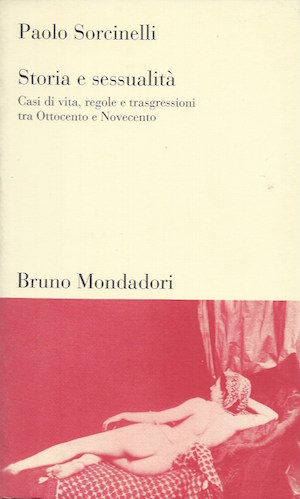 Paolo Sorcinelli
Storia e sessualità
Casi di vita, regole e trasgressioni
tra Ottocento e Novecento
Bruno Mondadori